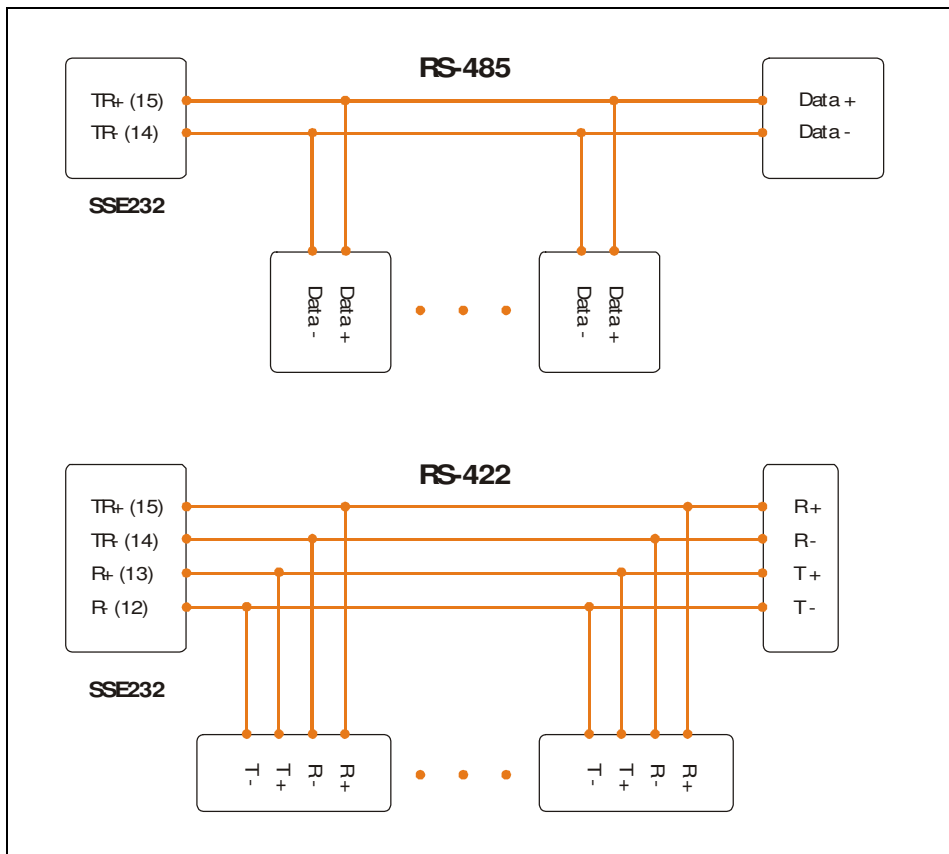 RS-485
TR+ (15)
TR- (14)
Data +
Data -
SSE232
Data -
Data +
Data -
Data +
RS-422
TR+ (15)
TR- (14)
R+ (13)
R- (12)
R+
R-
T+
T-
SSE232
T-
T+
R-
R+
T-
T+
R-
R+